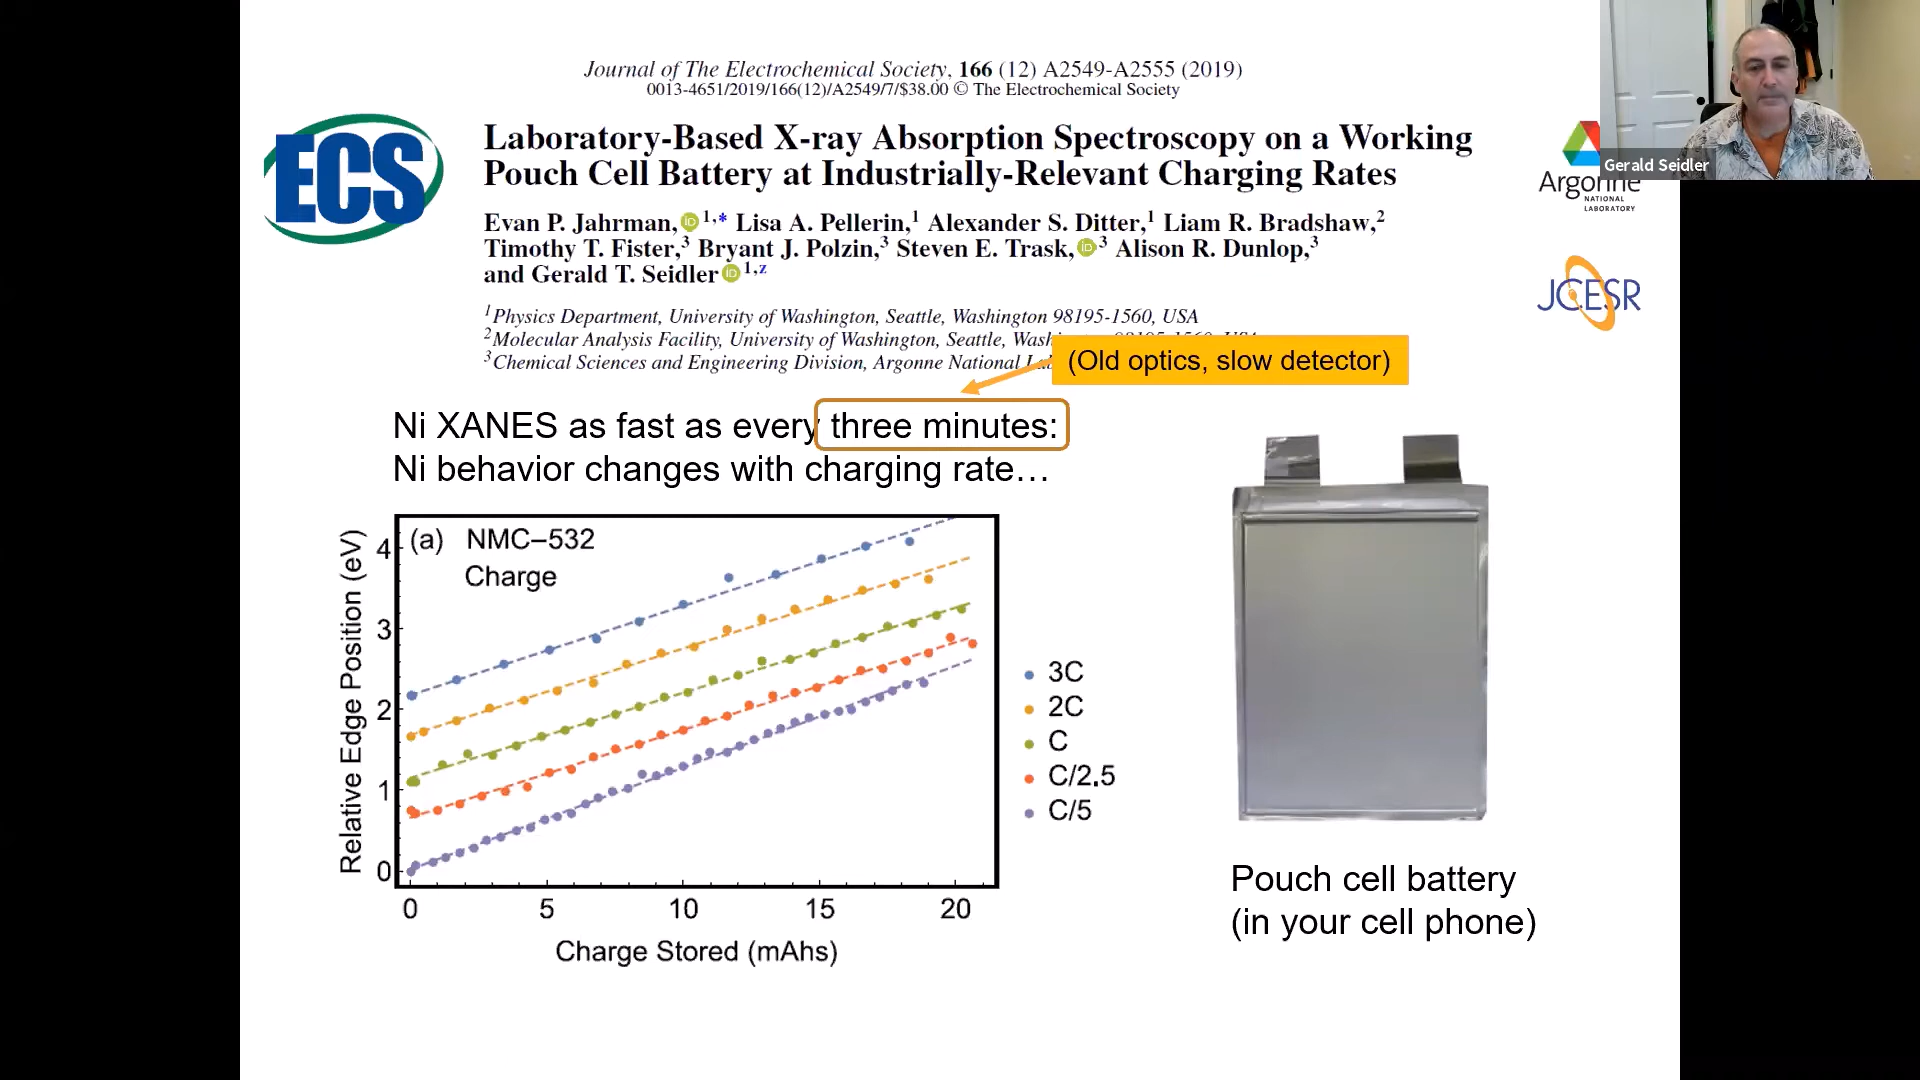 Journal of The Electrochemical Society, 166 (12) A2549-A2555 (2019)
0013-4651/2019/166(12)/A2549/7/$38.00 © The Electrochemical Society
ECS
Laboratory-Based X-ray Absorption Spectroscopy on a Working
Pouch Cell Battery at Industrially-Relevant Charging Rates
Gerald Seidler
Argonne
NATIONAL
LABORATORY
Evan P. Jahrman, iD 1,* Lisa A. Pellerin,1 Alexander S. Ditter,1 Liam R. Bradshaw,2
Timothy T. Fister,3 Bryant J. Polzin,3 Steven E. Trask, iD 3 Alison R. Dunlop,3
and Gerald T. Seidler iD 1,z
JCESR
1Physics Department, University of Washington, Seattle, Washington 98195-1560, USA
2Molecular Analysis Facility, University of Washington, Seattle,
3Chemical Sciences and Engineering Division, Argonne National
(Old optics, slow detector)
Ni XANES as fast as every three minutes:
Ni behavior changes with charging rate…
(a) NMC–532
Charge
Relative Edge Position (eV)
4
3
2
1
0
0 5 10 15 20
Charge Stored (mAhs)
3C
2C
C
C/2.5
C/5
Pouch cell battery
(in your cell phone)